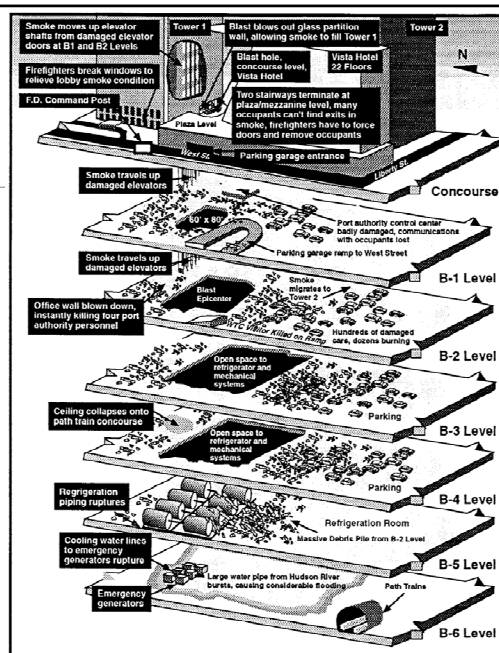 Smoke moves up elevator
shafts from damaged elevator
doors at B1 and B2 Levels
Tower 1
Blast blows out glass partition
wall, allowing smoke to fill Tower 1
Tower 2
N
Firefighters break windows to
relieve lobby smoke condition
Blast hole,
concourse level,
Vista Hotel
Vista Hotel
22 Floors
F.D. Command Post
Plaza Level
Two stairways terminate at
plaza/mezzanine level, many
occupants can't find exits in
smoke, firefighters have to force
doors and remove occupants
West St.
Parking garage entrance
Liberty St.
Concourse
Smoke travels up
damaged elevators
60' x 80'
Port authority control center
badly damaged, communications
with occupants lost
Parking garage ramp to West Street
B-1 Level
Smoke travels up
damaged elevators
Office wall blown down,
instantly killing four port
authority personnel
Blast
Epicenter
Smoke
migrates to
Tower 2
WTC Visitor Killed on Ramp
Hundreds of damaged
cars, dozens burning
B-2 Level
Open space to
refrigerator and
mechanical
systems
Parking
B-3 Level
Ceiling collapses onto
path train concourse
Open space to
refrigerator and
mechanical
systems
Parking
B-4 Level
Regrigeration
piping ruptures
Refrigeration Room
Massive Debris Pile from B-2 Level
B-5 Level
Cooling water lines
to emergency
generators rupture
Large water pipe from Hudson River
bursts, causing considerable flooding
Path Trains
Emergency
generators
B-6 Level